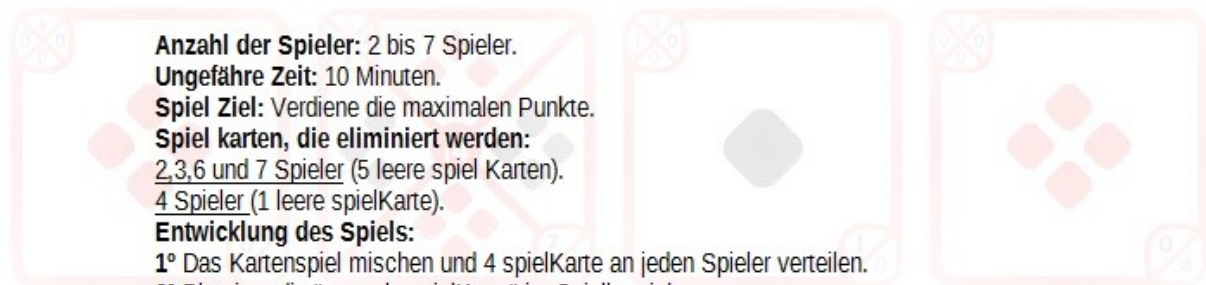 Anzahl der Spieler: 2 bis 7 Spieler.
Ungefähre Zeit: 10 Minuten.
Spiel Ziel: Verdiene die maximalen Punkte.
Spiel karten, die eliminiert werden:
2,3,6 und 7 Spieler (5 leere spiel Karten).
4 Spieler (1 leere spielKarte).
Entwicklung des Spiels:
1º Das Kartenspiel mischen und 4 spielKarte an jeden Spieler verteilen.